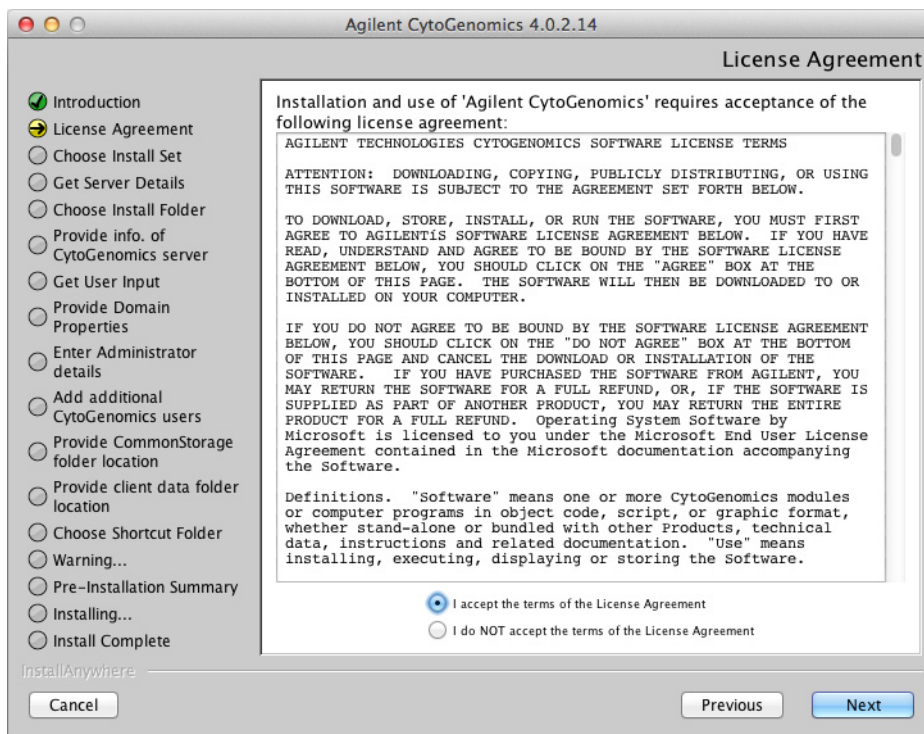 Agilent CytoGenomics 4.0.2.14
License Agreement
Introduction
License Agreement
Choose Install Set
Get Server Details
Choose Install Folder
Provide info. of
CytoGenomics server
Get User Input
Provide Domain
Properties
Enter Administrator
details
Add additional
CytoGenomics users
Provide CommonStorage
folder location
Provide client data folder
location
Choose Shortcut Folder
Warning...
Pre-Installation Summary
Installing...
Install Complete
Installation and use of 'Agilent CytoGenomics' requires acceptance of the
following license agreement:
AGILENT TECHNOLOGIES CYTOGENOMICS SOFTWARE LICENSE TERMS
ATTENTION:  DOWNLOADING, COPYING, PUBLICLY DISTRIBUTING, OR USING
THIS SOFTWARE IS SUBJECT TO THE AGREEMENT SET FORTH BELOW.
TO DOWNLOAD, STORE, INSTALL, OR RUN THE SOFTWARE, YOU MUST FIRST
AGREE TO AGILENTíS SOFTWARE LICENSE AGREEMENT BELOW.  IF YOU HAVE
READ, UNDERSTAND AND AGREE TO BE BOUND BY THE SOFTWARE LICENSE
AGREEMENT BELOW, YOU SHOULD CLICK ON THE "AGREE" BOX AT THE
BOTTOM OF THIS PAGE.  THE SOFTWARE WILL THEN BE DOWNLOADED TO OR
INSTALLED ON YOUR COMPUTER.
IF YOU DO NOT AGREE TO BE BOUND BY THE SOFTWARE LICENSE AGREEMENT
BELOW, YOU SHOULD CLICK ON THE "DO NOT AGREE" BOX AT THE BOTTOM
OF THIS PAGE AND CANCEL THE DOWNLOAD OR INSTALLATION OF THE
SOFTWARE.   IF YOU HAVE PURCHASED THE SOFTWARE FROM AGILENT, YOU
MAY RETURN THE SOFTWARE FOR A FULL REFUND, OR, IF THE SOFTWARE IS
SUPPLIED AS PART OF ANOTHER PRODUCT, YOU MAY RETURN THE ENTIRE
PRODUCT FOR A FULL REFUND.  Operating System Software by
Microsoft is licensed to you under the Microsoft End User License
Agreement contained in the Microsoft documentation accompanying
the Software.
Definitions.  "Software" means one or more CytoGenomics modules
or computer programs in object code, script, or graphic format,
whether stand-alone or bundled with other Products, technical
data, instructions and related documentation.  "Use" means
installing, executing, displaying or storing the Software.
I accept the terms of the License Agreement
I do NOT accept the terms of the License Agreement
InstallAnywhere
Cancel
Previous
Next